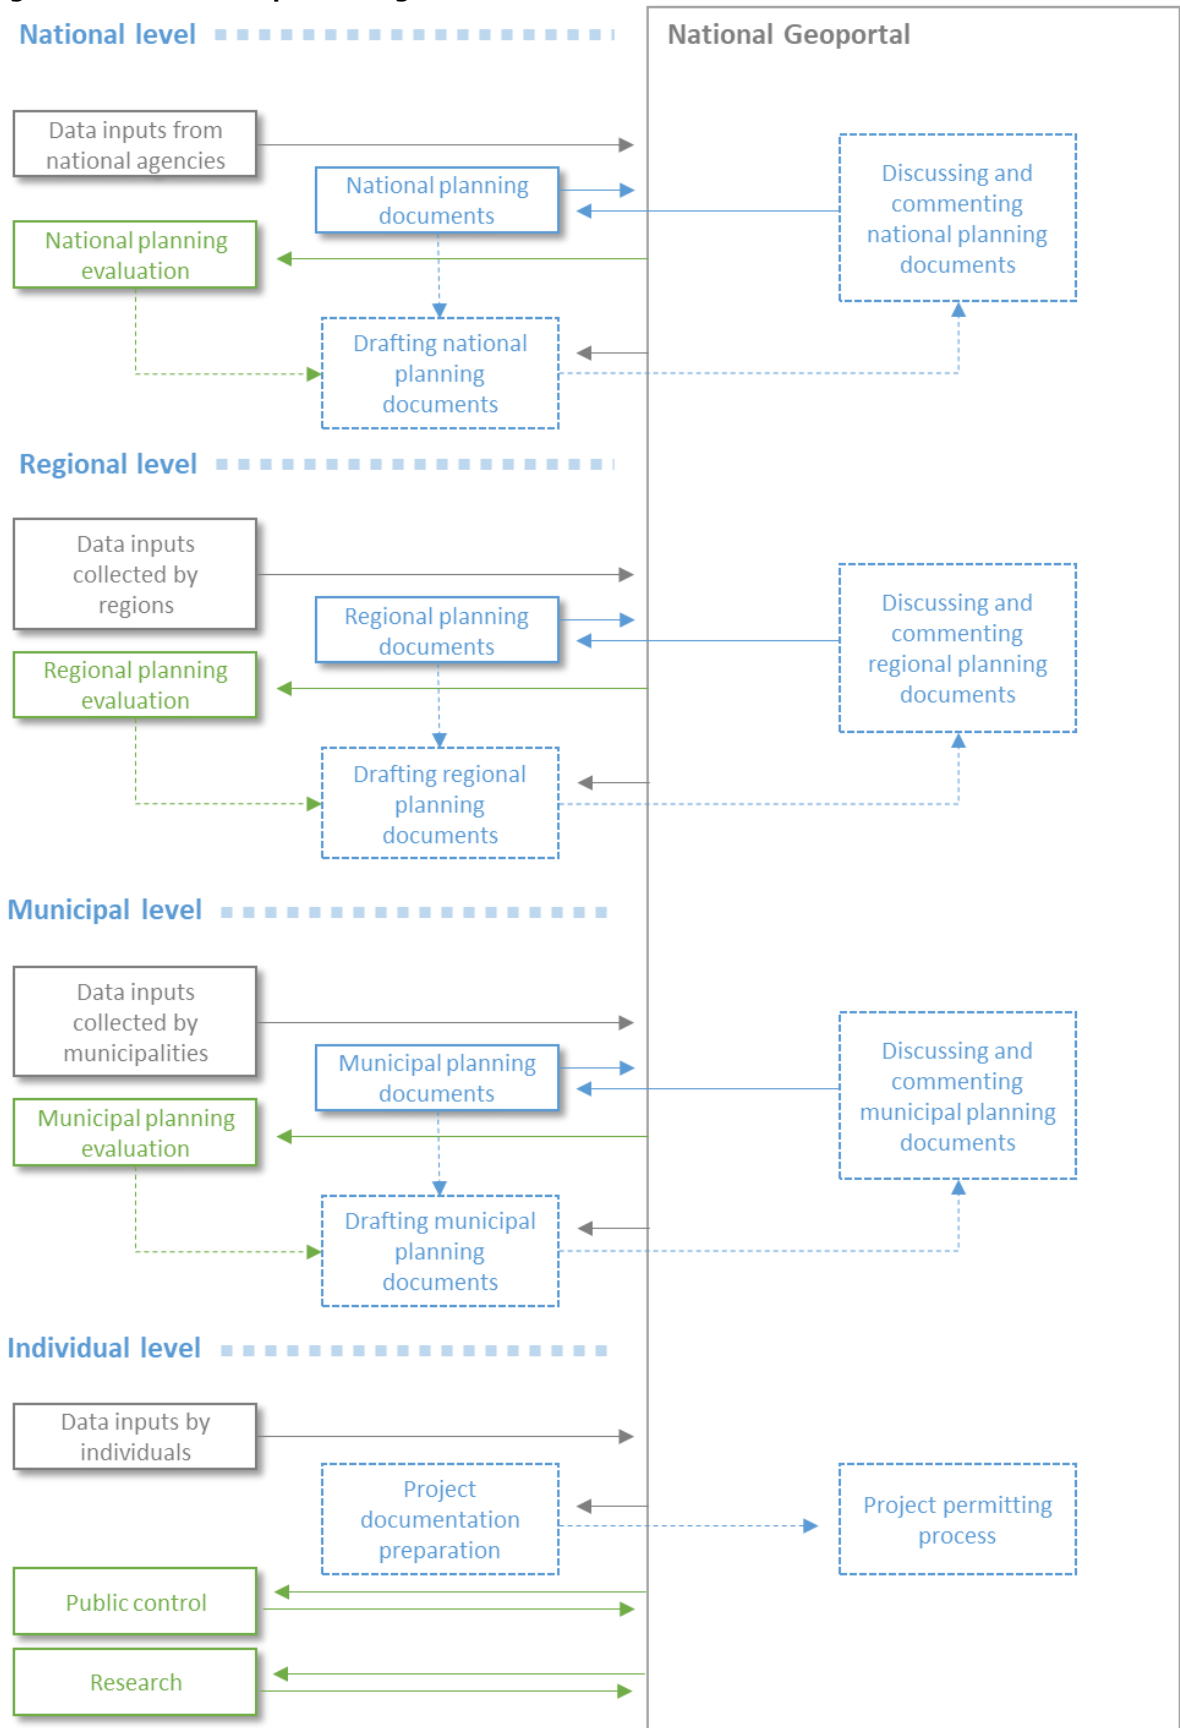 National level
National Geoportal
Data inputs from
national agencies
National planning
documents
Discussing and
commenting
national planning
documents
National planning
evaluation
Drafting national
planning
documents
Regional level
Data inputs
collected by
regions
Regional planning
documents
Discussing and
commenting
regional planning
documents
Regional planning
evaluation
Drafting regional
planning
documents
Municipal level
Data inputs
collected by
municipalities
Municipal planning
documents
Discussing and
commenting
municipal planning
documents
Municipal planning
evaluation
Drafting municipal
planning
documents
Individual level
Data inputs by
individuals
Project
documentation
preparation
Project permitting
process
Public control
Research